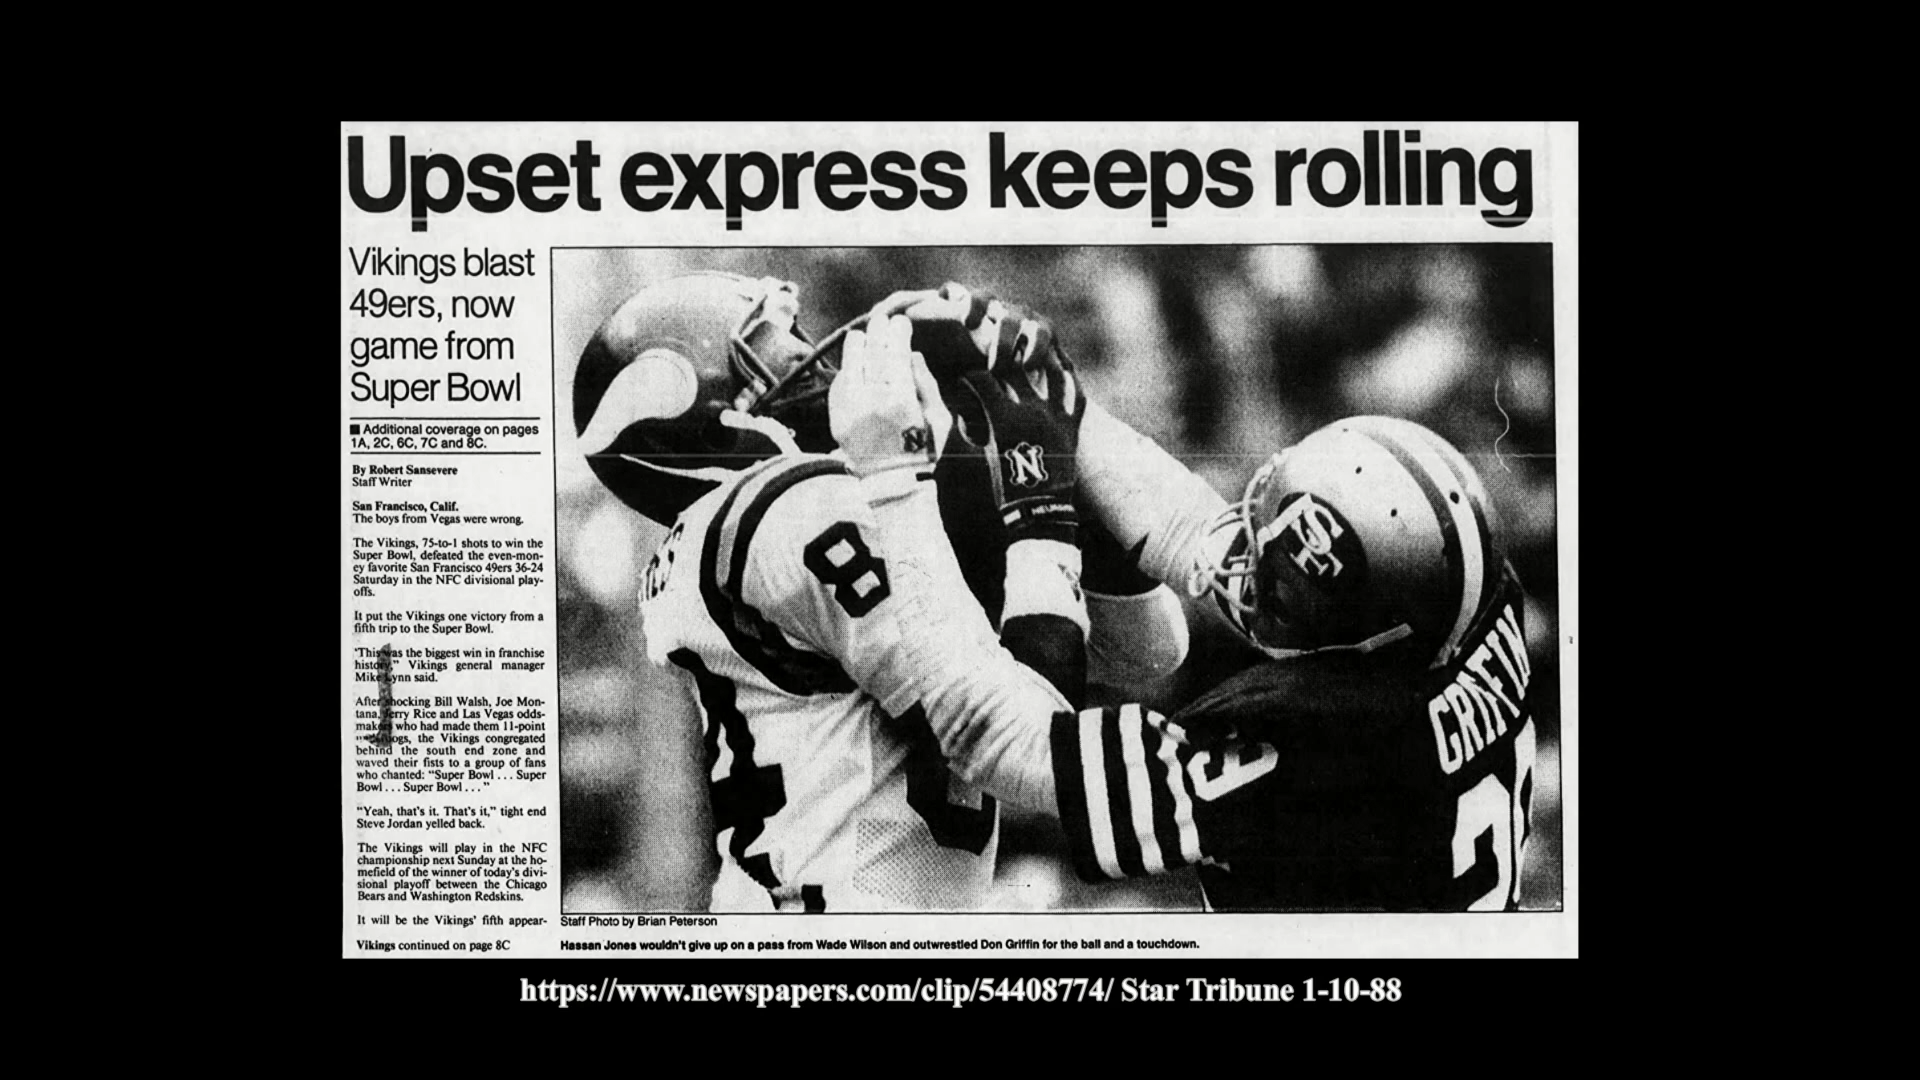 Upset express keeps rolling
Vikings blast
49ers, now
game from
Super Bowl
■ Additional coverage on pages
1A, 2C, 6C, 7C and 8C.
By Robert Sansevere
Staff Writer
San Francisco, Calif.
The boys from Vegas were wrong.
The Vikings, 75-to-1 shots to win the
Super Bowl, defeated the even-mon-
ey favorite San Francisco 49ers 36-24
Saturday in the NFC divisional play-
offs.
It put the Vikings one victory from a
fifth trip to the Super Bowl.
"This was the biggest win in franchise
history," Vikings general manager
Mike Lynn said.
After shocking Bill Walsh, Joe Mon-
tana, Jerry Rice and Las Vegas odds-
makers who had made them 11-point
the Vikings congregated
behind the south end zone and
waved their fists to a group of fans
who chanted: "Super Bowl . . . Super
Bowl . . . Super Bowl . . . "
"Yeah, that's it. That's it," tight end
Steve Jordan yelled back.
The Vikings will play in the NFC
championship next Sunday at the ho-
mefield of the winner of today's divi-
sional playoff between the Chicago
Bears and Washington Redskins.
It will be the Vikings' fifth appear-
Vikings continued on page 8C
8
N
N
NEUMANN
SF
GRIFFIN
2
Staff Photo by Brian Peterson
Hassan Jones wouldn't give up on a pass from Wade Wilson and outwrestled Don Griffin for the ball and a touchdown.
https://www.newspapers.com/clip/54408774/ Star Tribune 1-10-88